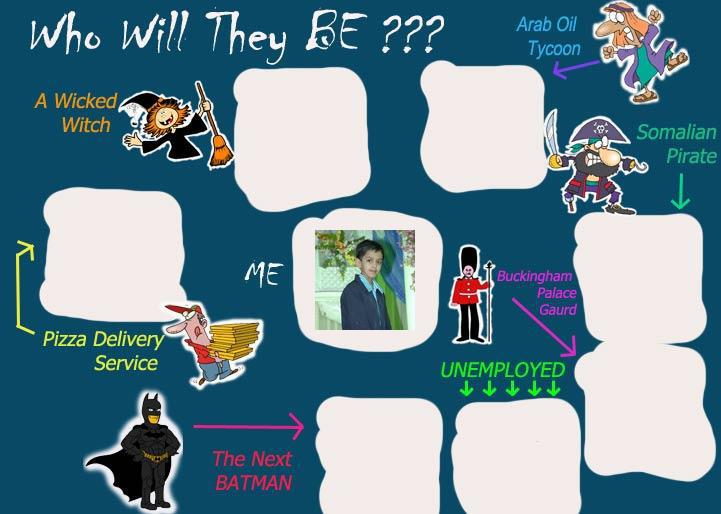 Who Will They BE ???
Arab Oil
Tycoon
A Wicked
Witch
Somalian
Pirate
ME
Buckingham
Palace
Gaurd
Pizza Delivery
Service
UNEMPLOYED
The Next
BATMAN